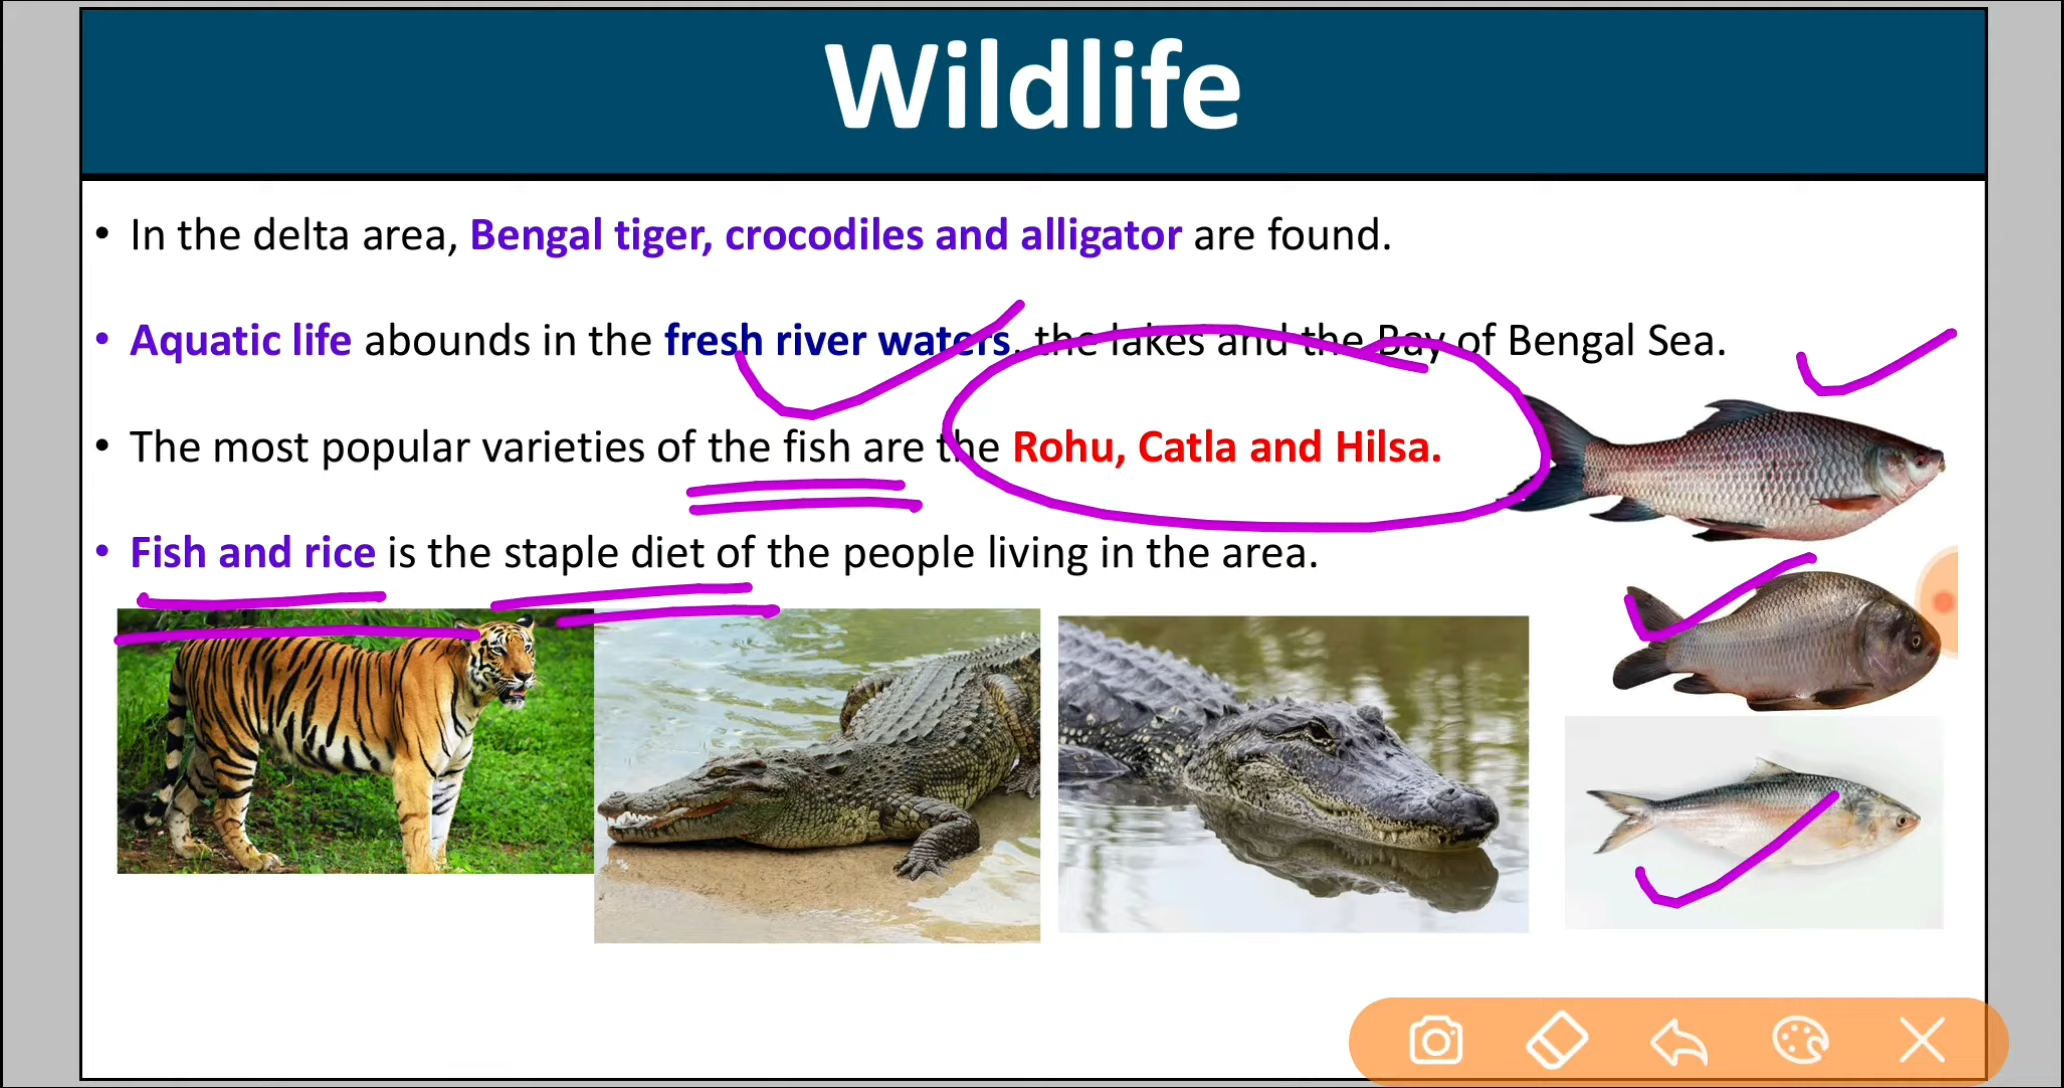 Wildlife
• In the delta area, Bengal tiger, crocodiles and alligator are found.
• Aquatic life abounds in the fresh river waters, the lakes and the Bay of Bengal Sea.
• The most popular varieties of the fish are the Rohu, Catla and Hilsa.
• Fish and rice is the staple diet of the people living in the area.